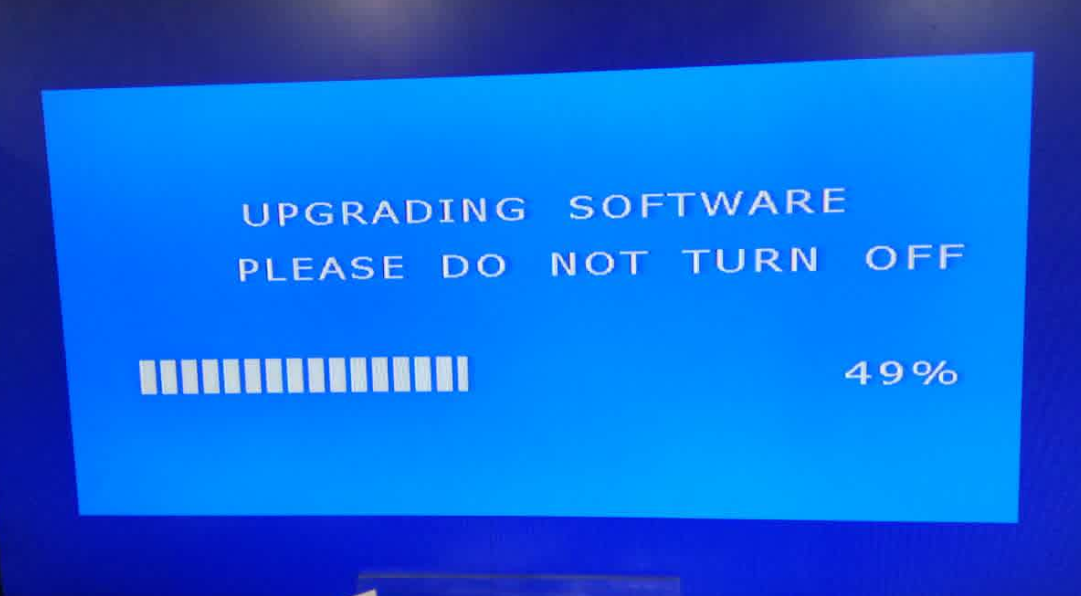 UPGRADING SOFTWARE
PLEASE DO NOT TURN OFF
49%